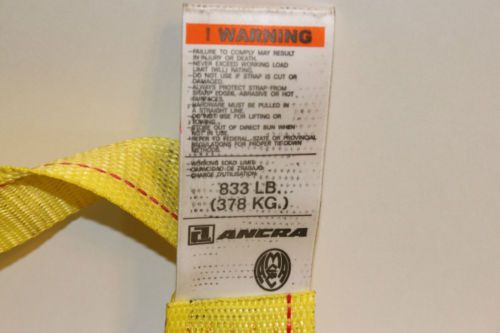 ! WARNING
-FAILURE TO COMPLY MAY RESULT
IN INJURY OR DEATH.
-NEVER EXCEED WORKING LOAD
LIMIT (WLL) RATING.
-DO NOT USE IF STRAP IS CUT OR
DAMAGED.
-ALWAYS PROTECT STRAP FROM
SHARP EDGES, ABRASIVE OR HOT
SURFACES.
-HARDWARE MUST BE PULLED IN
A STRAIGHT LINE.
-DO NOT USE FOR LIFTING OR
TOWING.
-STORE OUT OF DIRECT SUN WHEN
NOT IN USE.
-REFER TO FEDERAL, STATE OR PROVINCIAL
REGULATIONS FOR PROPER TIEDOWN
METHODS.
WORKING LOAD LIMIT
CAPACIDAD DE TRABAJO
CHARGE D'UTILISATION
833 LB.
(378 KG.)
ANCRA